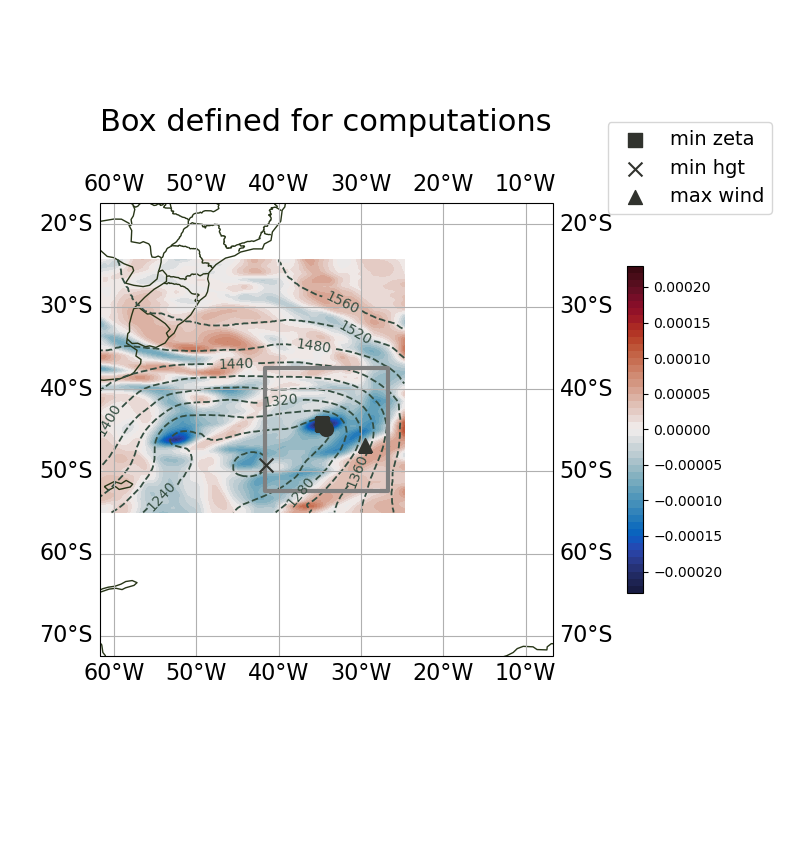 Box defined for computations
min zeta
min hgt
max wind
60°W 50°W 40°W 30°W 20°W 10°W
20°S 20°S
30°S 30°S
40°S 40°S
50°S 50°S
60°S 60°S
70°S 70°S
60°W 50°W 40°W 30°W 20°W 10°W
1560
1520
1480
1440
1400
1320
1360
1280
1240
0.00020
0.00015
0.00010
0.00005
0.00000
−0.00005
−0.00010
−0.00015
−0.00020